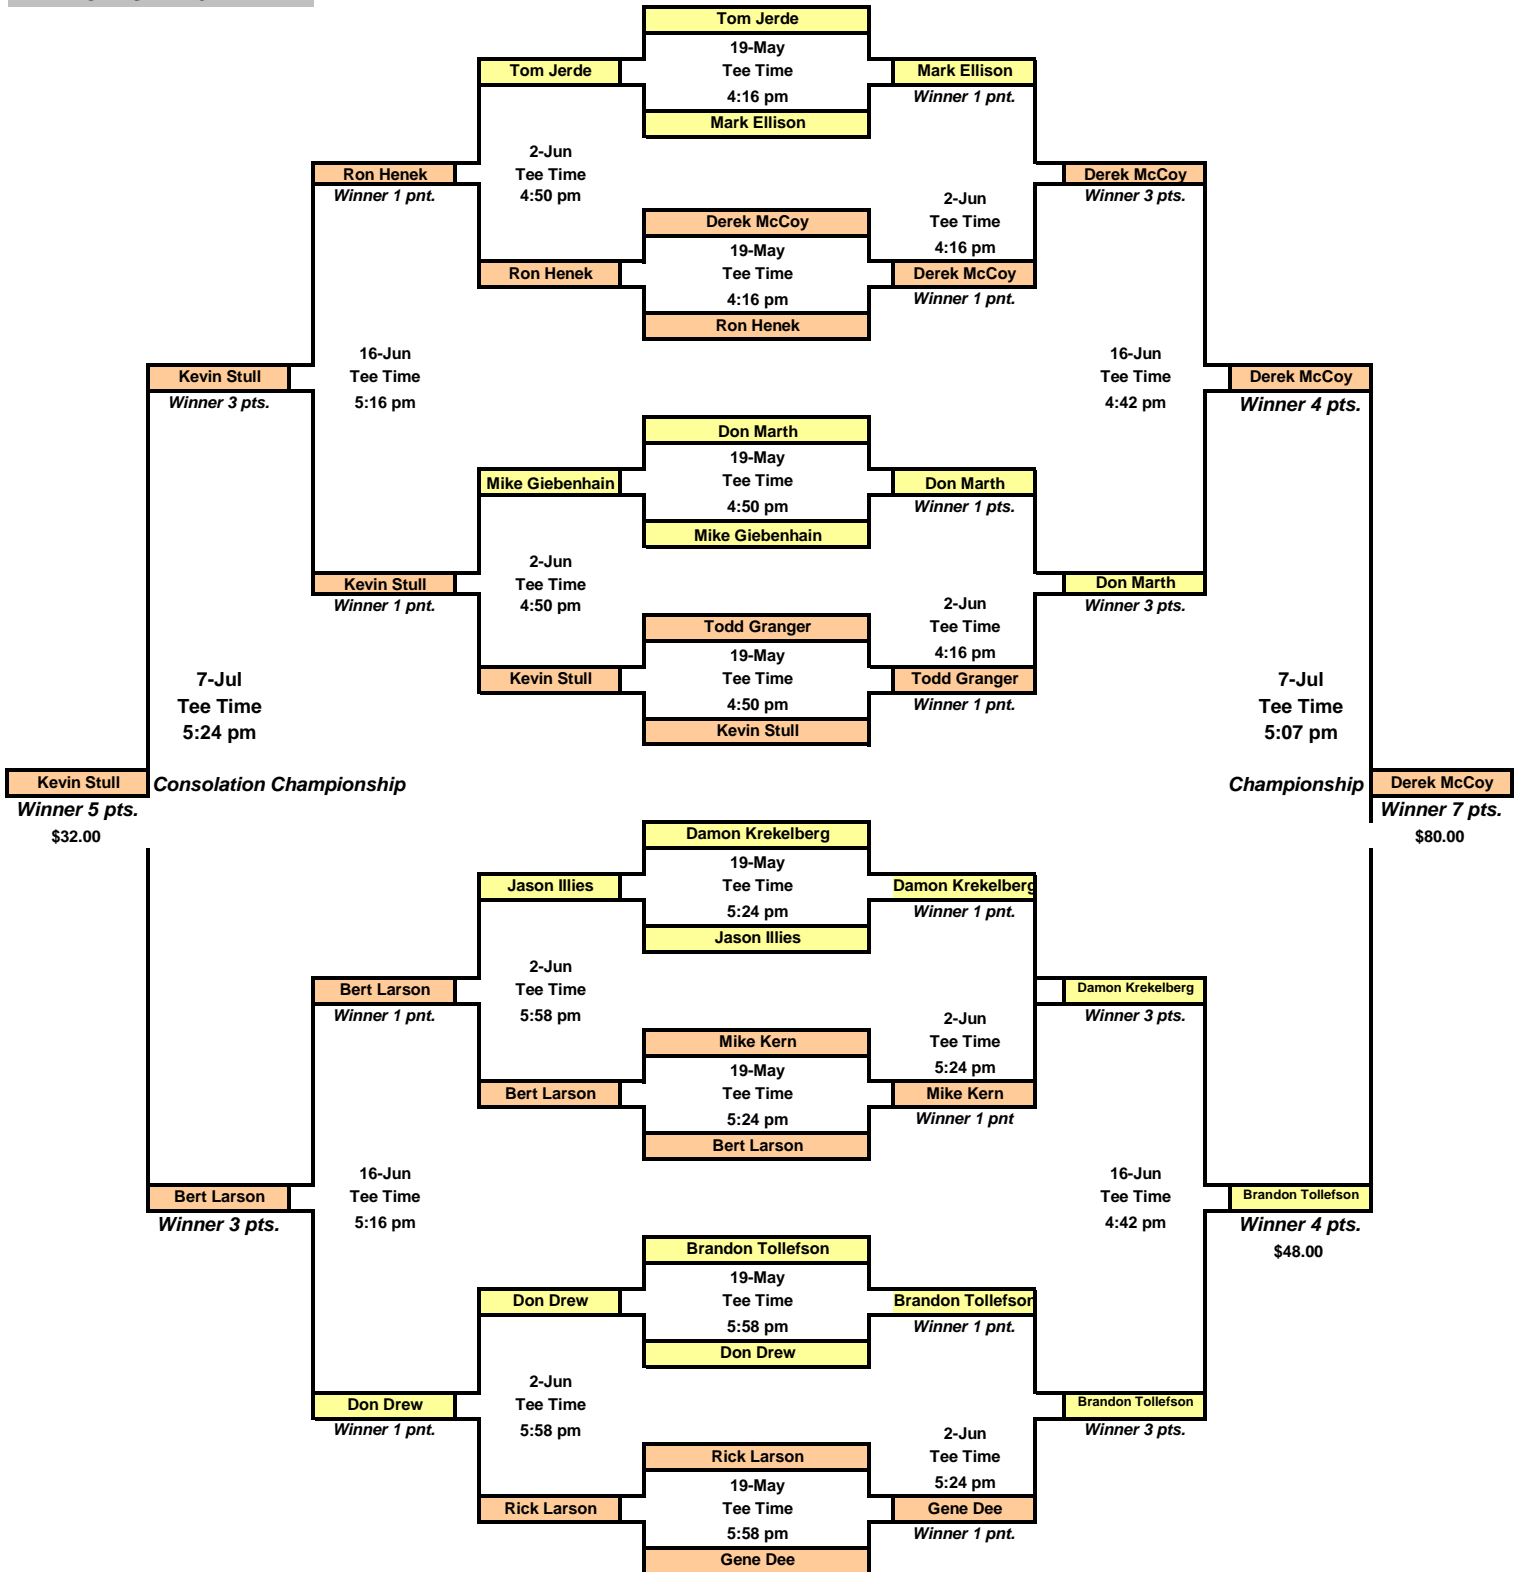 Tom Jerde
19-May
Tom Jerde Tee Time Mark Ellison
4:16 pm Winner 1 pnt.
Mark Ellison
2-Jun
Ron Henek Tee Time Derek McCoy
Winner 1 pnt. 4:50 pm 2-Jun Winner 3 pts.
Derek McCoy Tee Time
19-May 4:16 pm
Ron Henek Tee Time Derek McCoy
4:16 pm Winner 1 pnt.
Ron Henek
16-Jun 16-Jun
Kevin Stull Tee Time Tee Time Derek McCoy
Winner 3 pts. 5:16 pm 4:42 pm Winner 4 pts.
Don Marth
19-May
Mike Giebenhain Tee Time Don Marth
4:50 pm Winner 1 pts.
Mike Giebenhain
2-Jun
Kevin Stull Tee Time Don Marth
Winner 1 pnt. 4:50 pm 2-Jun Winner 3 pts.
Todd Granger Tee Time
19-May 4:16 pm
7-Jul Kevin Stull Tee Time Todd Granger 7-Jul
Tee Time 4:50 pm Winner 1 pnt. Tee Time
5:24 pm Kevin Stull 5:07 pm
Kevin Stull Consolation Championship Championship Derek McCoy
Winner 5 pts. Winner 7 pts.
$32.00 Damon Krekelberg $80.00
19-May
Jason Illies Tee Time Damon Krekelberg
5:24 pm Winner 1 pnt.
Jason Illies
2-Jun
Bert Larson Tee Time Damon Krekelberg
Winner 1 pnt. 5:58 pm 2-Jun Winner 3 pts.
Mike Kern Tee Time
19-May 5:24 pm
Bert Larson Tee Time Mike Kern
5:24 pm Winner 1 pnt
Bert Larson
16-Jun 16-Jun
Bert Larson Tee Time Tee Time Brandon Tollefson
Winner 3 pts. 5:16 pm 4:42 pm Winner 4 pts.
Brandon Tollefson $48.00
19-May
Don Drew Tee Time Brandon Tollefson
5:58 pm Winner 1 pnt.
Don Drew
2-Jun
Don Drew Tee Time Brandon Tollefson
Winner 1 pnt. 5:58 pm 2-Jun Winner 3 pts.
Rick Larson Tee Time
19-May 5:24 pm
Rick Larson Tee Time Gene Dee
5:58 pm Winner 1 pnt.
Gene Dee